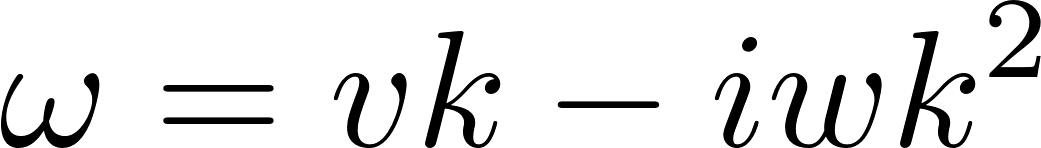 ω = vk − iwk²